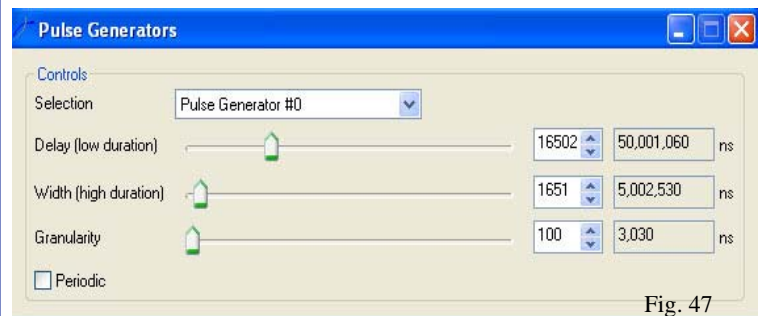 Pulse Generators
Controls
Selection Pulse Generator #0
Delay (low duration) 16502 50,001,060 ns
Width (high duration) 1651 5,002,530 ns
Granularity 100 3,030 ns
Periodic
Fig. 47